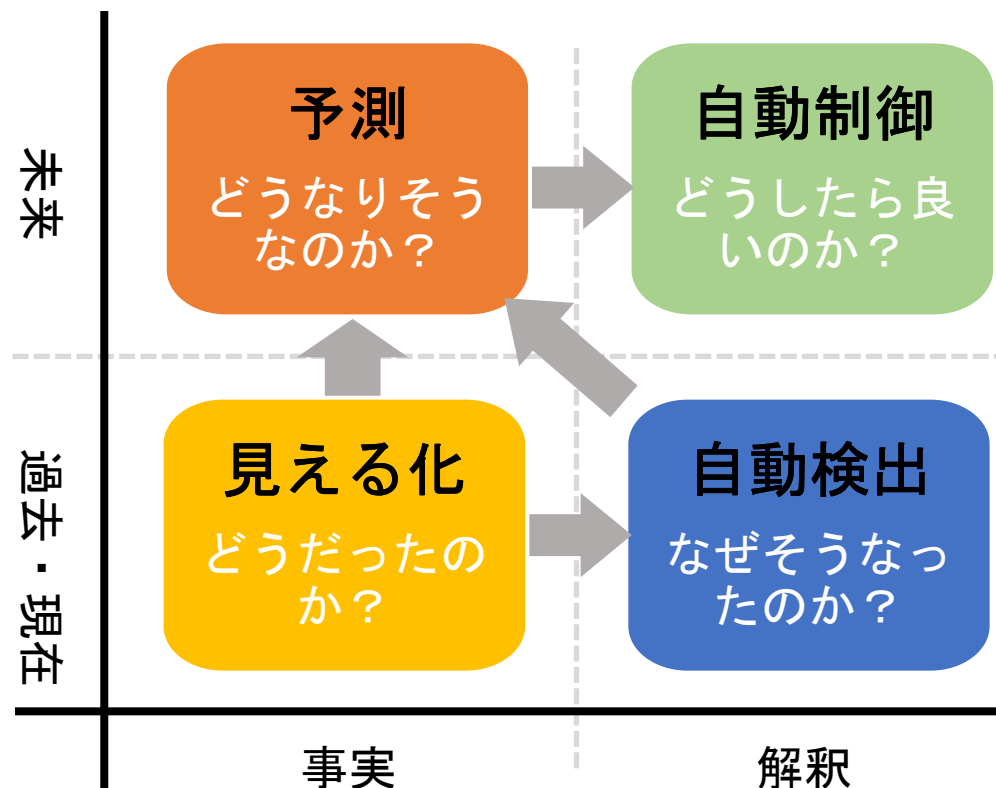 未来
予測
どうなりそう
なのか？
自動制御
どうしたら良
いのか？
過去・現在
見える化
どうだったの
か？
自動検出
なぜそうなっ
たのか？
事実
解釈